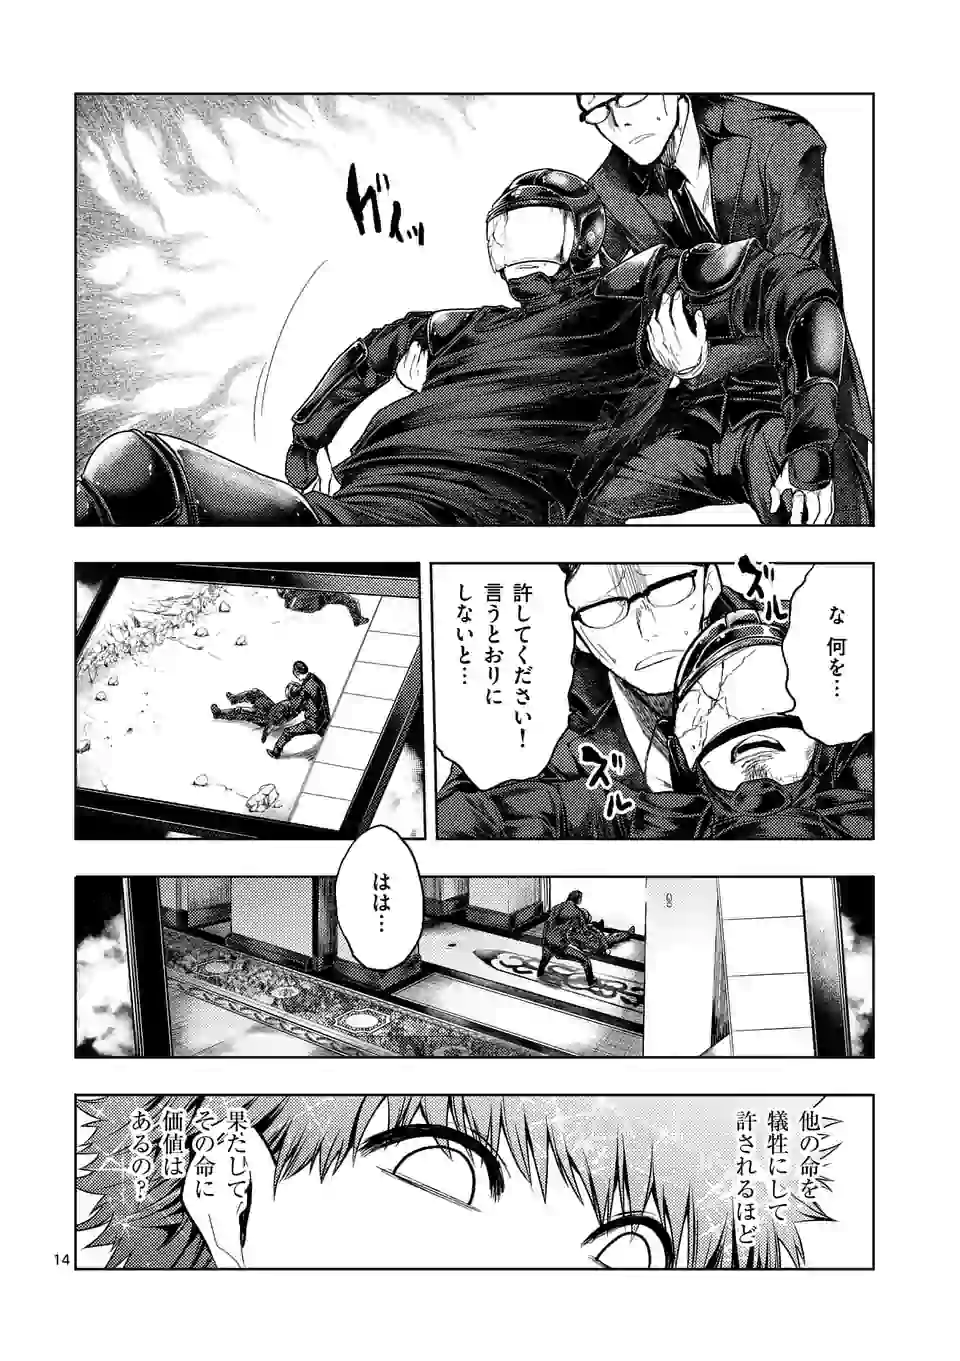 グイッ
な 何を…
ズル
許してください！
言うとおりに
しないと…
ズル
はは…
他の命を
犠牲にして
許されるほど
果たして
その命に
価値は
あるの？
14